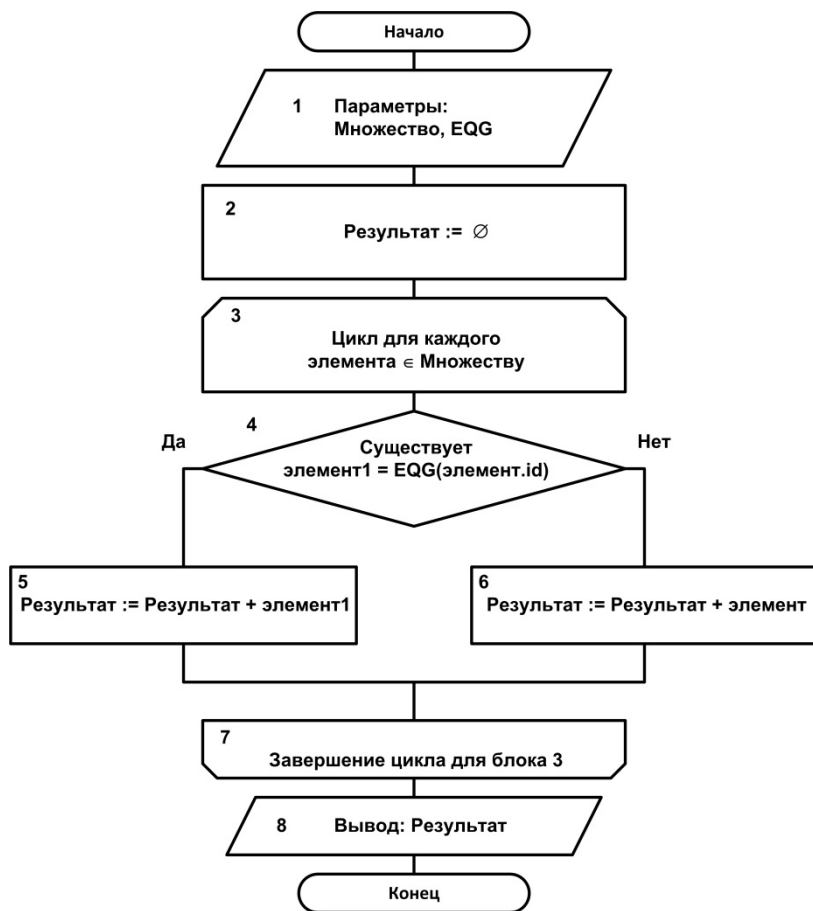 Начало
1 Параметры:
Множество, EQG
2
Результат := ∅
3
Цикл для каждого
элемента ∈ Множеству
4
Да
Нет
Существует
элемент1 = EQG(элемент.id)
5
Результат := Результат + элемент1
6
Результат := Результат + элемент
7
Завершение цикла для блока 3
8 Вывод: Результат
Конец